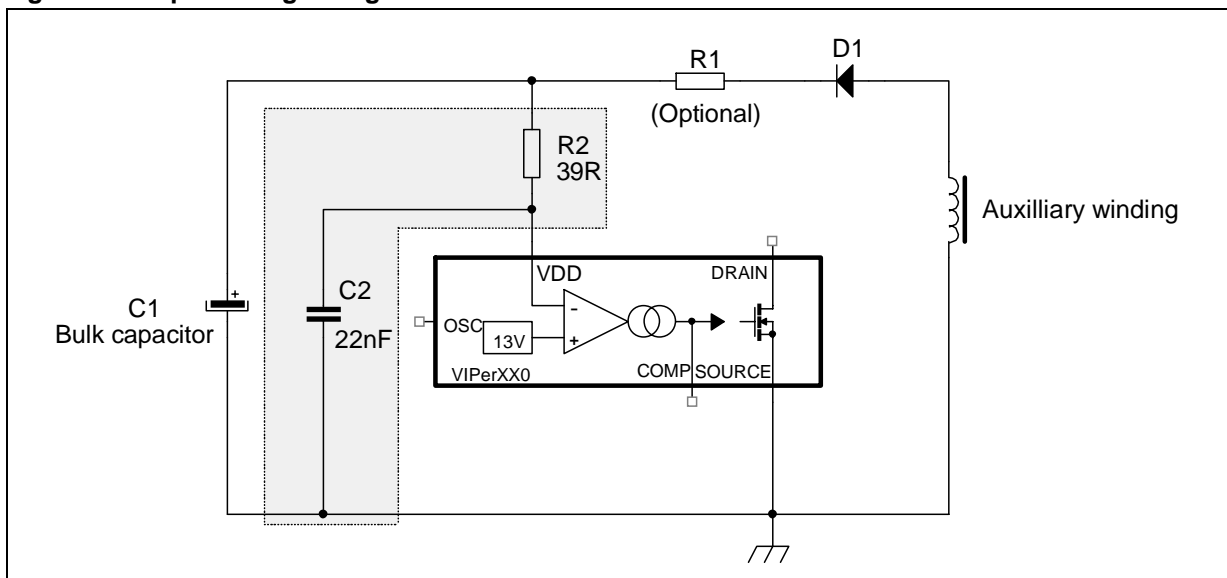 D1
R1
(Optional)
R2
39R
Auxilliary winding
VDD
DRAIN
C2
C1
Bulk capacitor
22nF
OSC
-
13V
+
VIPerXX0
COMP
SOURCE
+